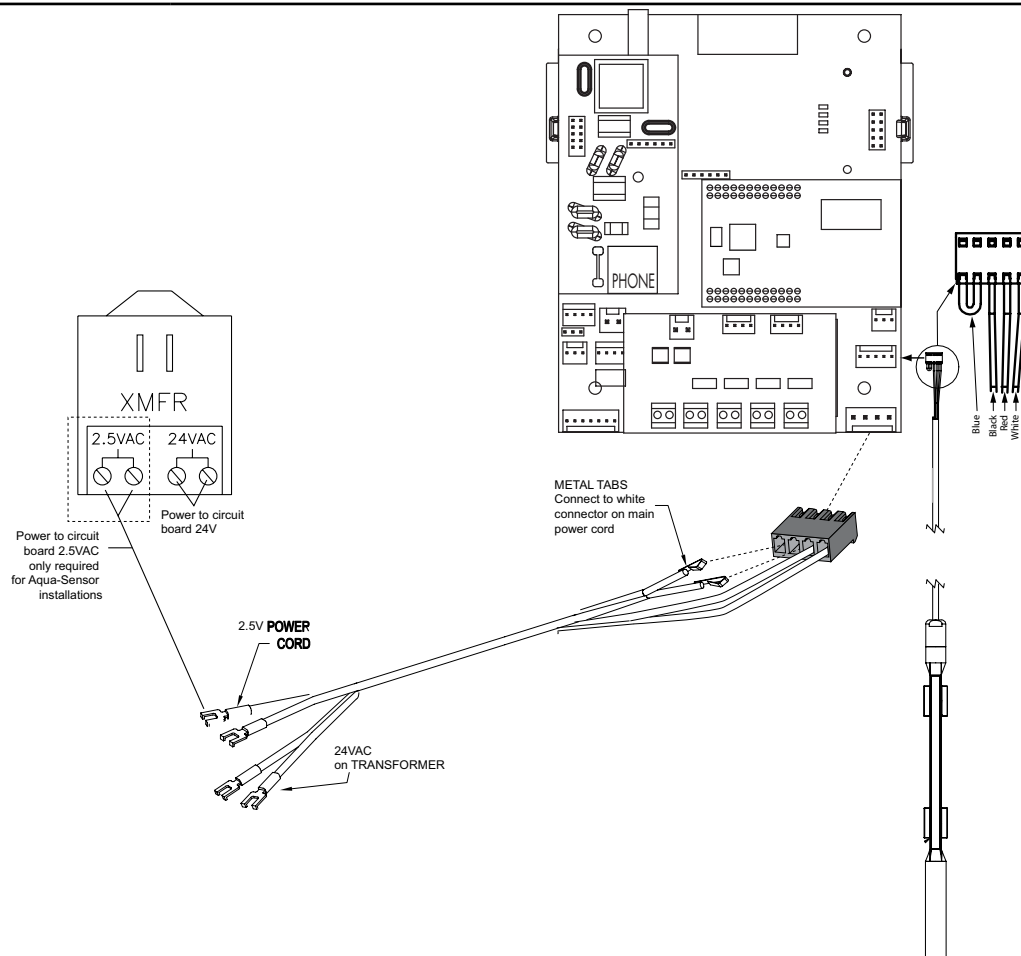 PHONE
XMFR
2.5VAC
24VAC
Power to circuit
board 24V
Power to circuit
board 2.5VAC
only required
for Aqua-Sensor
installations
METAL TABS
Connect to white
connector on main
power cord
2.5V POWER
CORD
24VAC
on TRANSFORMER
Blue
Black
Red
White